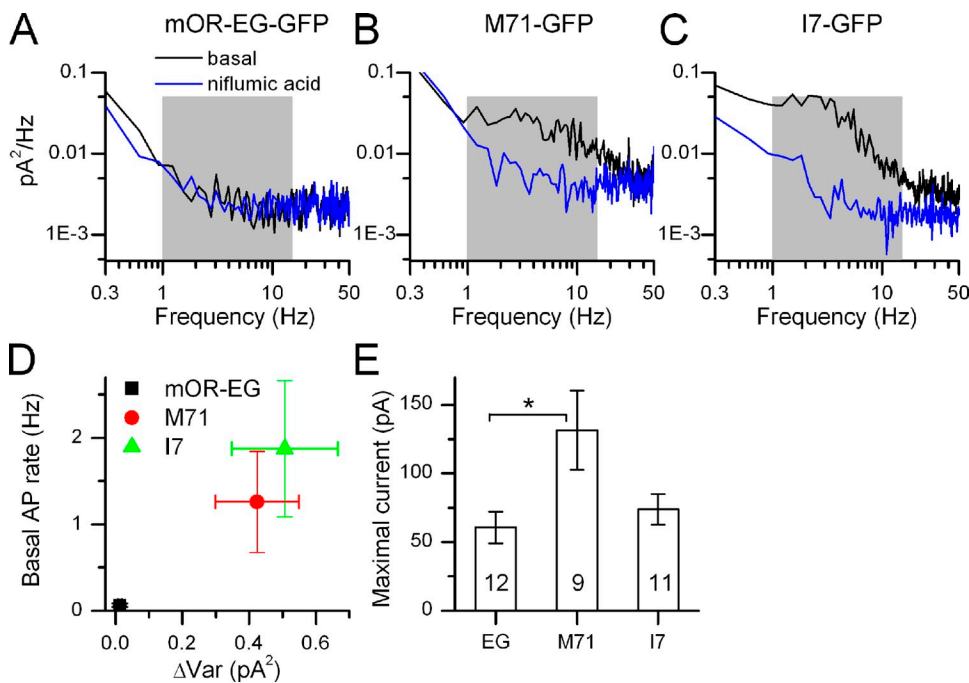 A mOR-EG-GFP B M71-GFP C I7-GFP
basal
niflumic acid
0.1 0.1 0.1
pA²/Hz
0.01 0.01 0.01
1E-3 1E-3 1E-3
0.3 1 10 50 0.3 1 10 50 0.3 1 10 50
Frequency (Hz) Frequency (Hz) Frequency (Hz)
D
mOR-EG
M71
I7
Basal AP rate (Hz)
2
1
0
0.0 0.2 0.4 0.6
ΔVar (pA²)
E
Maximal current (pA)
150
100
50
0
*
12 9 11
EG M71 I7